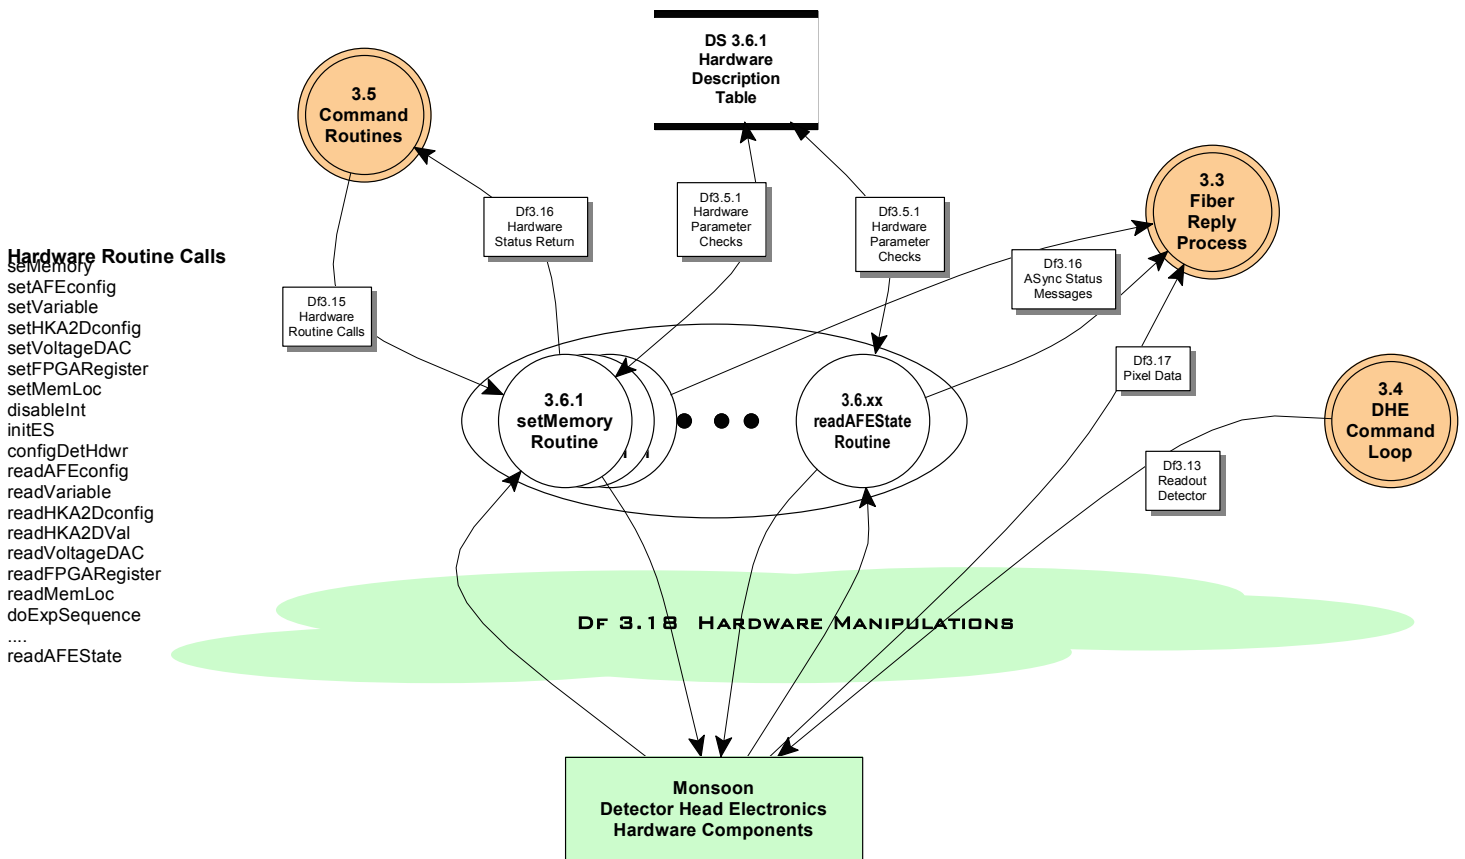 DS 3.6.1
Hardware
Description
Table
3.5
Command
Routines
3.3
Fiber
Reply
Process
Df3.16
Hardware
Status Return
Df3.5.1
Hardware
Parameter
Checks
Df3.5.1
Hardware
Parameter
Checks
Df3.16
ASync Status
Messages
Df3.15
Hardware
Routine Calls
Df3.17
Pixel Data
Hardware Routine Calls
seMemory
setAFEconfig
setVariable
setHKA2Dconfig
setVoltageDAC
setFPGARegister
setMemLoc
disableInt
initES
configDetHdwr
readAFEconfig
readVariable
readHKA2Dconfig
readHKA2DVal
readVoltageDAC
readFPGARegister
readMemLoc
doExpSequence
....
readAFEState
3.6.1
setMemory
Routine
3.6.xx
readAFEState
Routine
3.4
DHE
Command
Loop
Df3.13
Readout
Detector
Df 3.18 Hardware Manipulations
Monsoon
Detector Head Electronics
Hardware Components